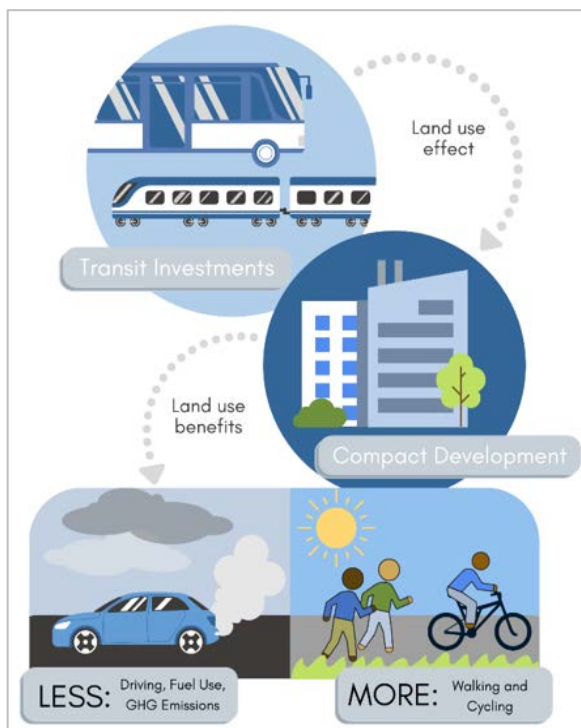 Land use
effect
Transit Investments
Land use
benefits
Compact Development
LESS: Driving, Fuel Use,
GHG Emissions
MORE: Walking and
Cycling